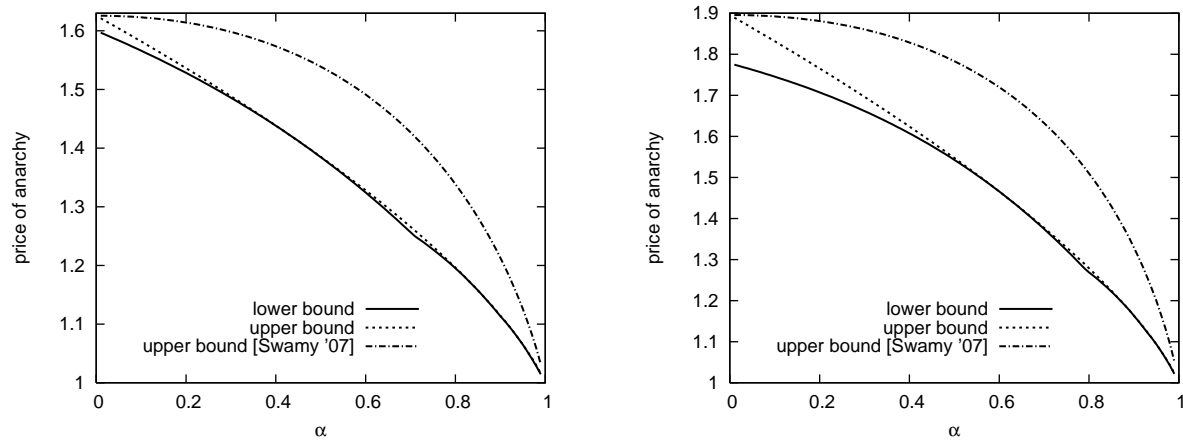 1.6
1.5
1.4
1.3
1.2
1.1
1
0
0.2
0.4
0.6
0.8
1
price of anarchy
α
lower bound
upper bound
upper bound [Swamy '07]
1.9
1.8
1.7
1.6
1.5
1.4
1.3
1.2
1.1
1
0
0.2
0.4
0.6
0.8
1
price of anarchy
α
lower bound
upper bound
upper bound [Swamy '07]